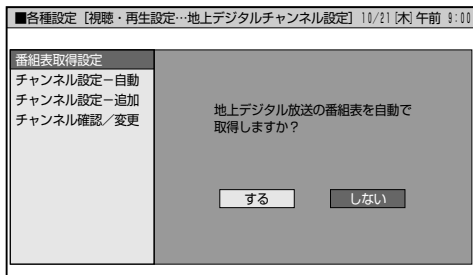 ■各種設定［視聴・再生設定…地上デジタルチャンネル設定］10/21[木]午前 9:00
番組表取得設定
チャンネル設定－自動
チャンネル設定－追加
チャンネル確認／変更
地上デジタル放送の番組表を自動で
取得しますか？
する
しない